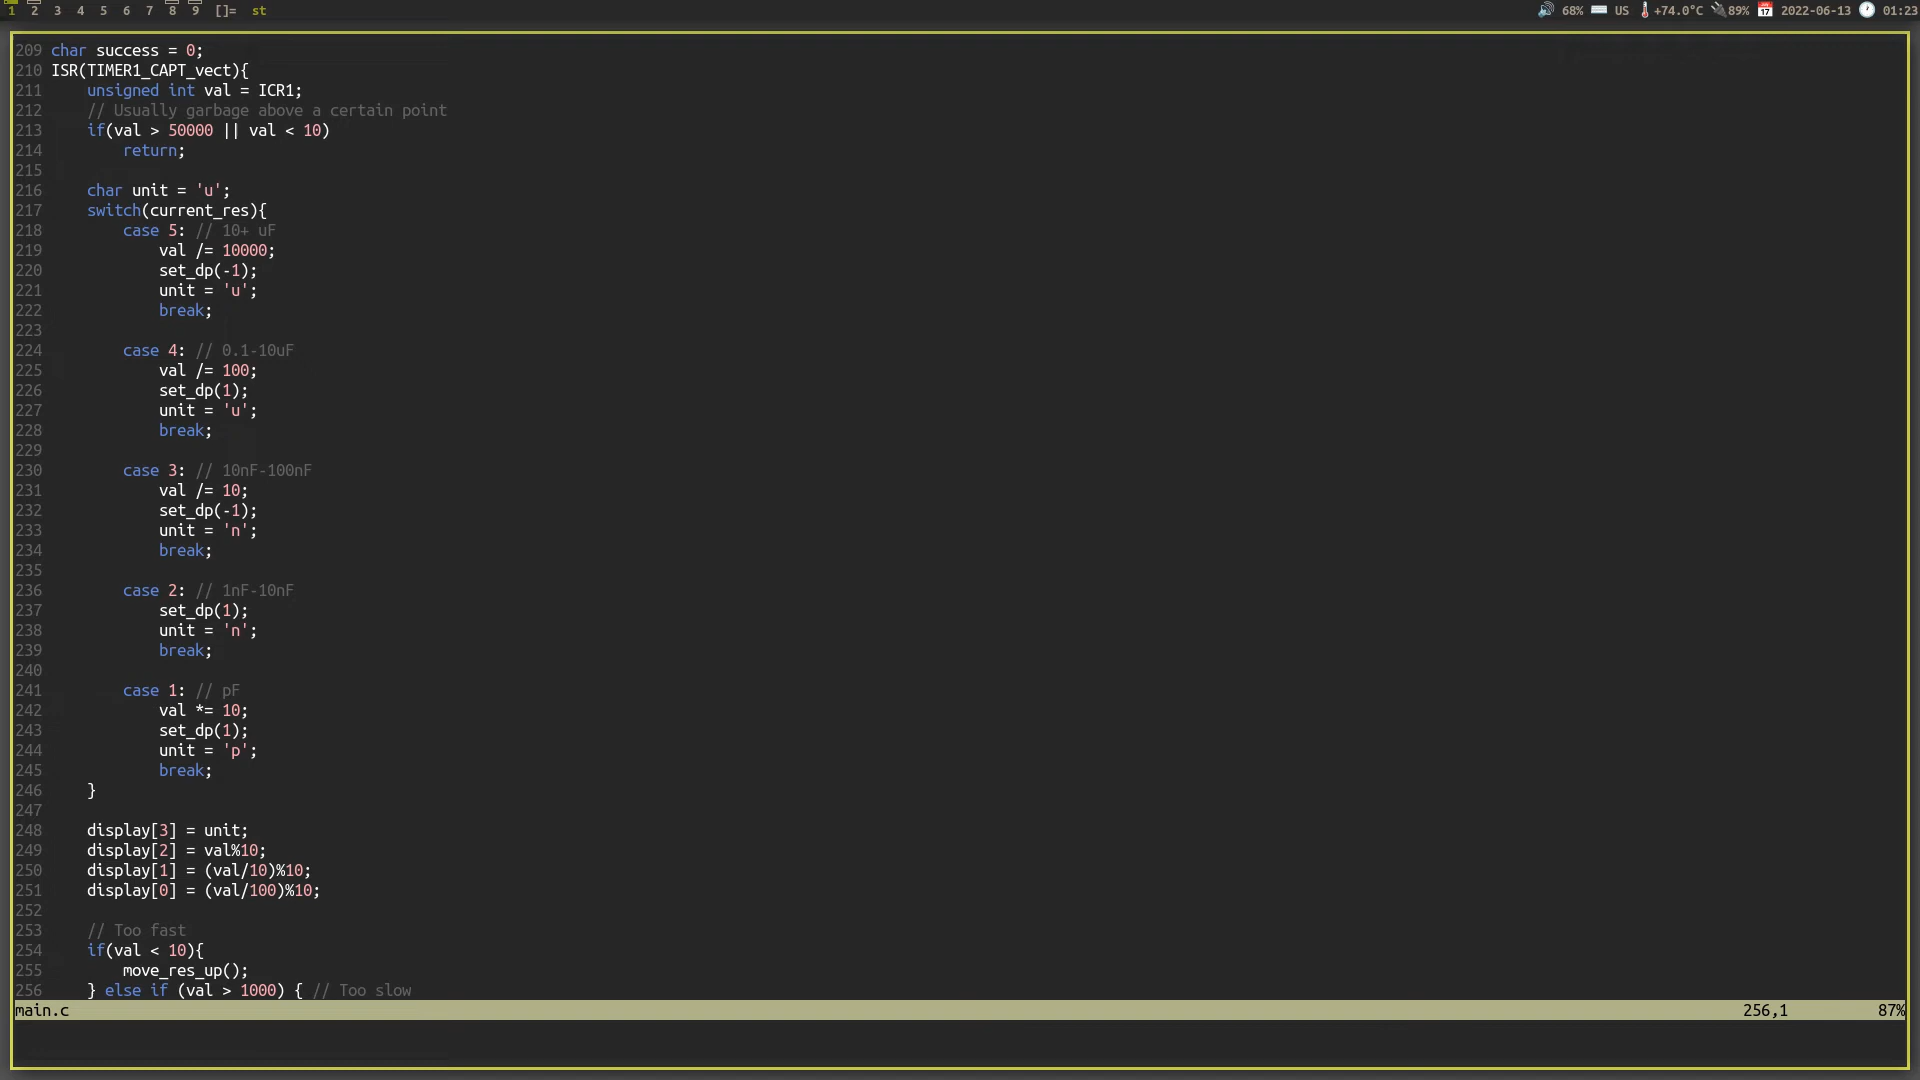 1 2 3 4 5 6 7 8 9 []= st 68% US +74.0°C 89% 2022-06-13 01:23
209 char success = 0;
210 ISR(TIMER1_CAPT_vect){
211     unsigned int val = ICR1;
212     // Usually garbage above a certain point
213     if(val > 50000 || val < 10)
214         return;
215
216     char unit = 'u';
217     switch(current_res){
218         case 5: // 10+ uF
219             val /= 10000;
220             set_dp(-1);
221             unit = 'u';
222             break;
223
224         case 4: // 0.1-10uF
225             val /= 100;
226             set_dp(1);
227             unit = 'u';
228             break;
229
230         case 3: // 10nF-100nF
231             val /= 10;
232             set_dp(-1);
233             unit = 'n';
234             break;
235
236         case 2: // 1nF-10nF
237             set_dp(1);
238             unit = 'n';
239             break;
240
241         case 1: // pF
242             val *= 10;
243             set_dp(1);
244             unit = 'p';
245             break;
246     }
247
248     display[3] = unit;
249     display[2] = val%10;
250     display[1] = (val/10)%10;
251     display[0] = (val/100)%10;
252
253     // Too fast
254     if(val < 10){
255         move_res_up();
256     } else if (val > 1000) { // Too slow
main.c 256,1 87%